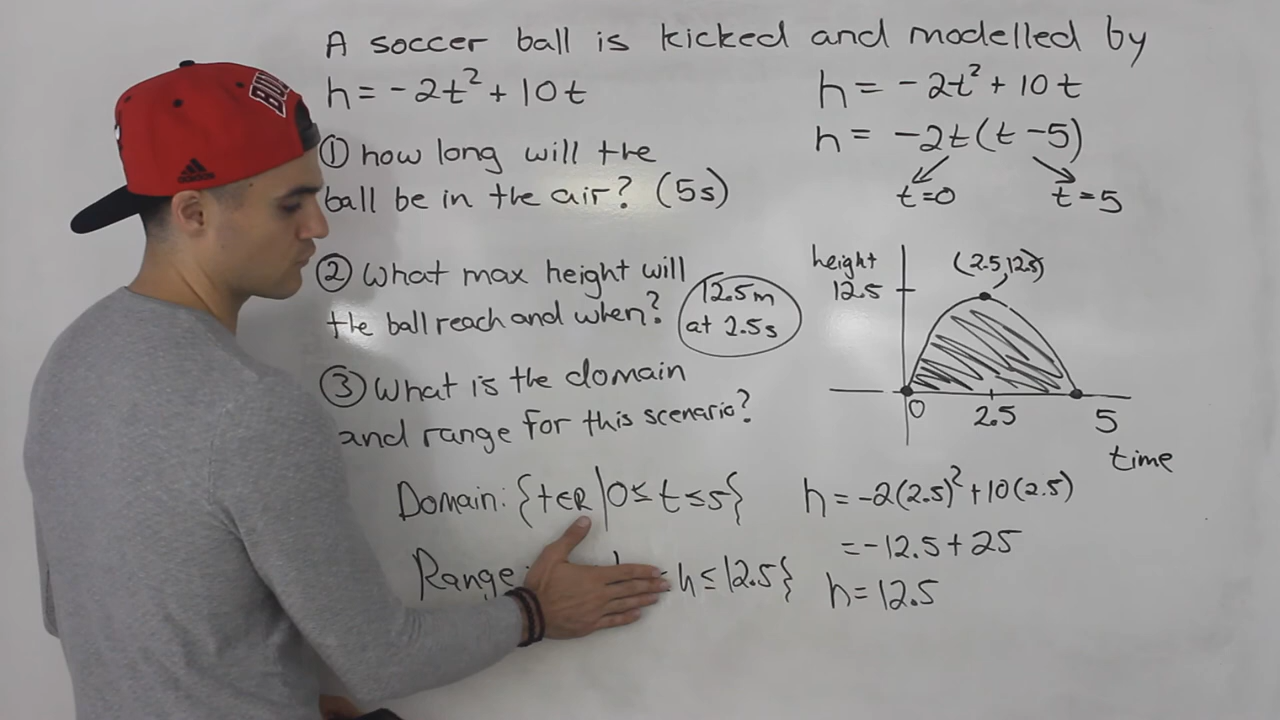 A soccer ball is kicked and modelled by
h = -2t² + 10t
① how long will the
ball be in the air? (5s)
② What max height will
the ball reach and when?
12.5m
at 2.5s
③ What is the domain
and range for this scenario?
Domain: {t∈R | 0 ≤ t ≤ 5}
Range: h ≤ 12.5}
h = -2t² + 10t
h = -2t(t - 5)
t=0 t=5
height
12.5
(2.5, 12.5)
0 2.5 5
time
h = -2(2.5)² + 10(2.5)
= -12.5 + 25
h = 12.5
adidas